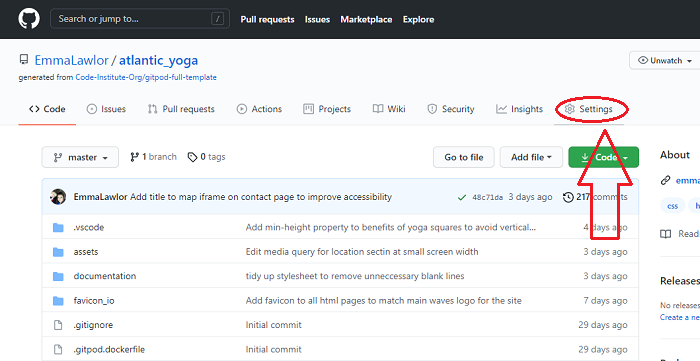 Search or jump to... / Pull requests Issues Marketplace Explore
EmmaLawlor / atlantic_yoga Unwatch
generated from Code-Institute-Org/gitpod-full-template
Code Issues Pull requests Actions Projects Wiki Security Insights Settings
master 1 branch 0 tags Go to file Add file Code About
EmmaLawlor Add title to map iframe on contact page to improve accessibility 48c71da 3 days ago 217 commits emma
.vscode Add min-height property to benefits of yoga squares to avoid vertical... 4 days ago css
assets Edit media query for location sectin at small screen width 3 days ago Read
documentation tidy up stylesheet to remove unneccessary blank lines 3 days ago
favicon_io Add favicon to all html pages to match main waves logo for the site 7 days ago Releases
No releases
.gitignore Initial commit 29 days ago Create a ne
.gitpod.dockerfile Initial commit 29 days ago